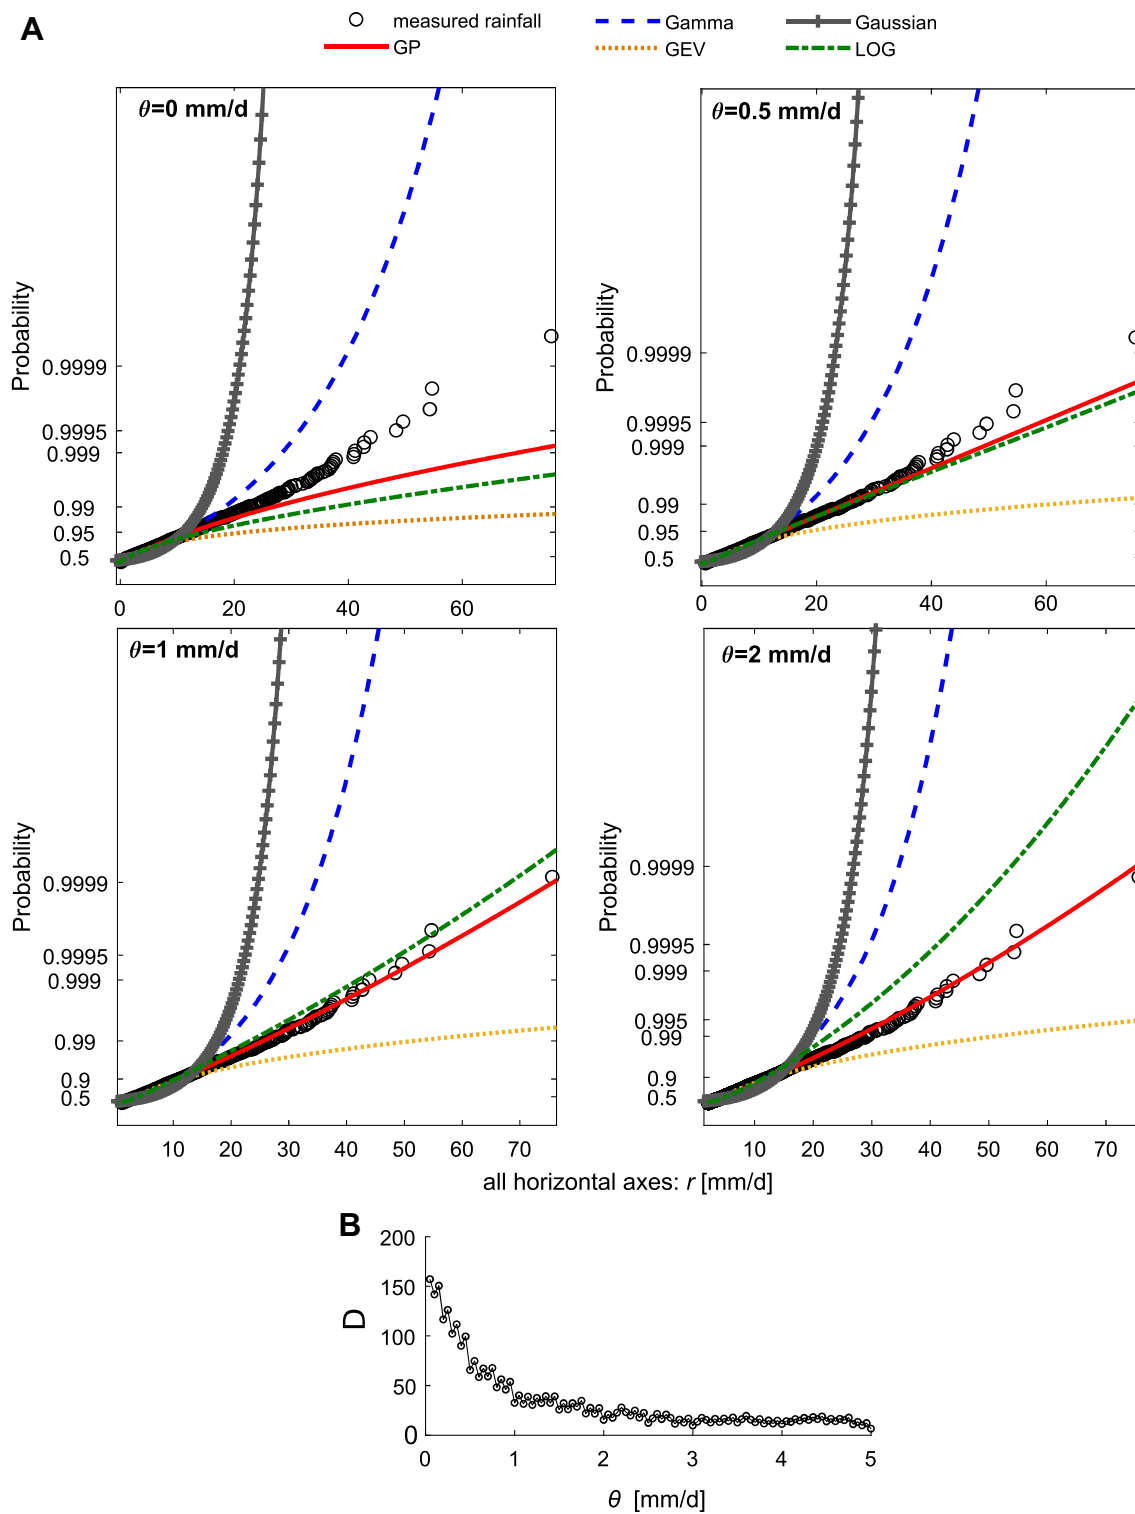 A
measured rainfall
Gamma
Gaussian
GP
GEV
LOG
θ=0 mm/d
Probability
0.9999
0.9995
0.999
0.99
0.95
0.5
0 20 40 60
θ=0.5 mm/d
Probability
0.9999
0.9995
0.999
0.99
0.95
0.5
0 20 40 60
θ=1 mm/d
Probability
0.9999
0.9995
0.999
0.99
0.9
0.5
10 20 30 40 50 60 70
θ=2 mm/d
Probability
0.9999
0.9995
0.999
0.995
0.99
0.9
0.5
10 20 30 40 50 60 70
all horizontal axes: r [mm/d]
B
D
200
150
100
50
0
0 1 2 3 4 5
θ [mm/d]